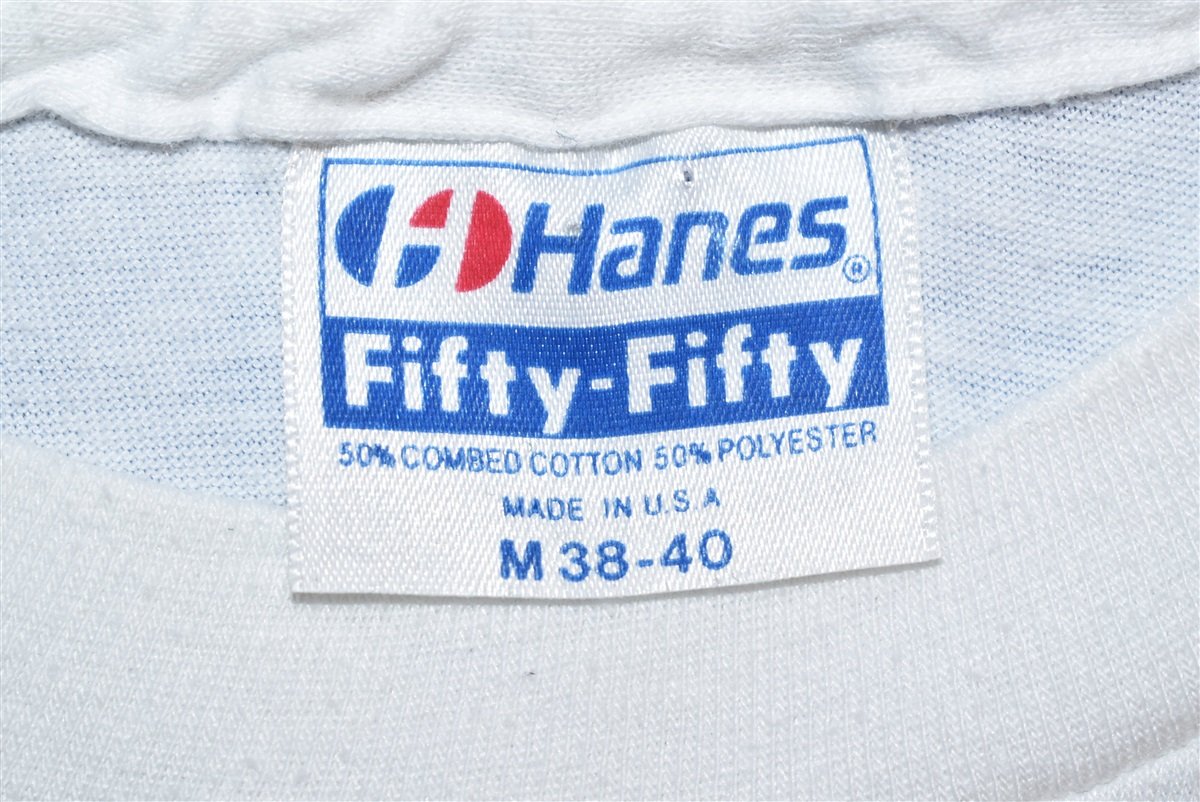 H Hanes ®
Fifty-Fifty
50% COMBED COTTON 50% POLYESTER
MADE IN U.S.A
M 38-40